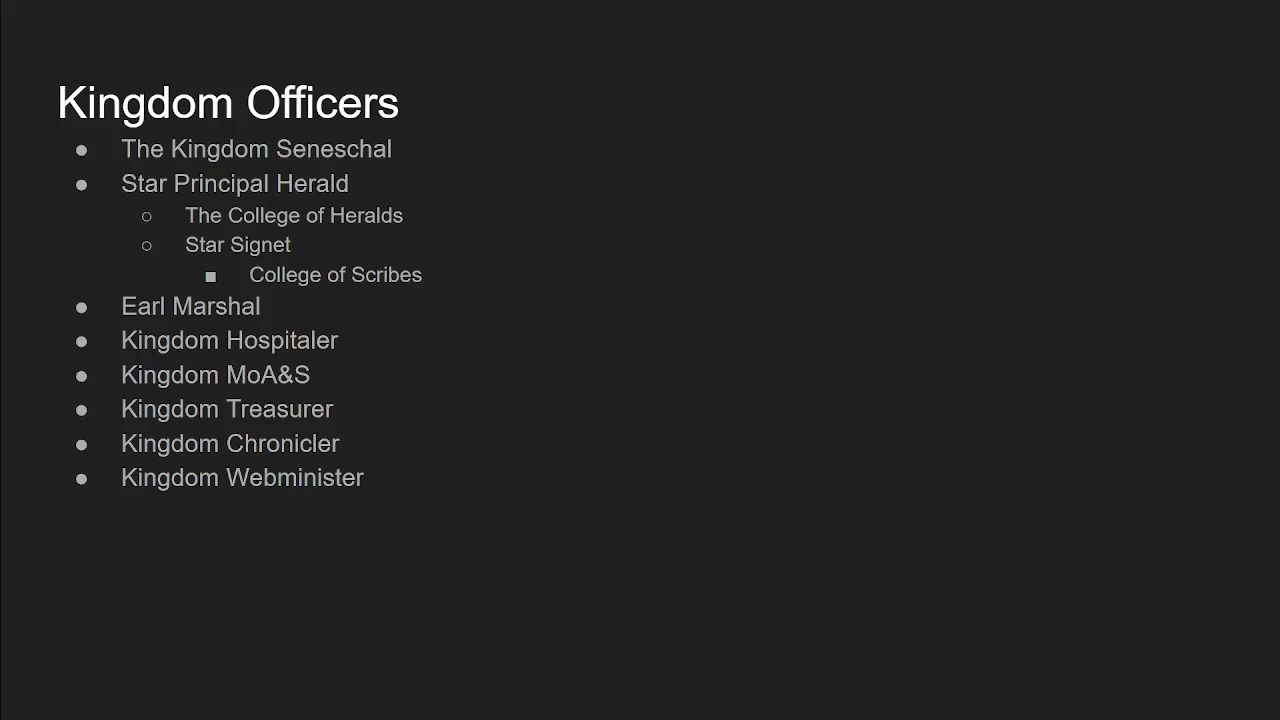 Kingdom Officers
● The Kingdom Seneschal
● Star Principal Herald
○ The College of Heralds
○ Star Signet
■ College of Scribes
● Earl Marshal
● Kingdom Hospitaler
● Kingdom MoA&S
● Kingdom Treasurer
● Kingdom Chronicler
● Kingdom Webminister